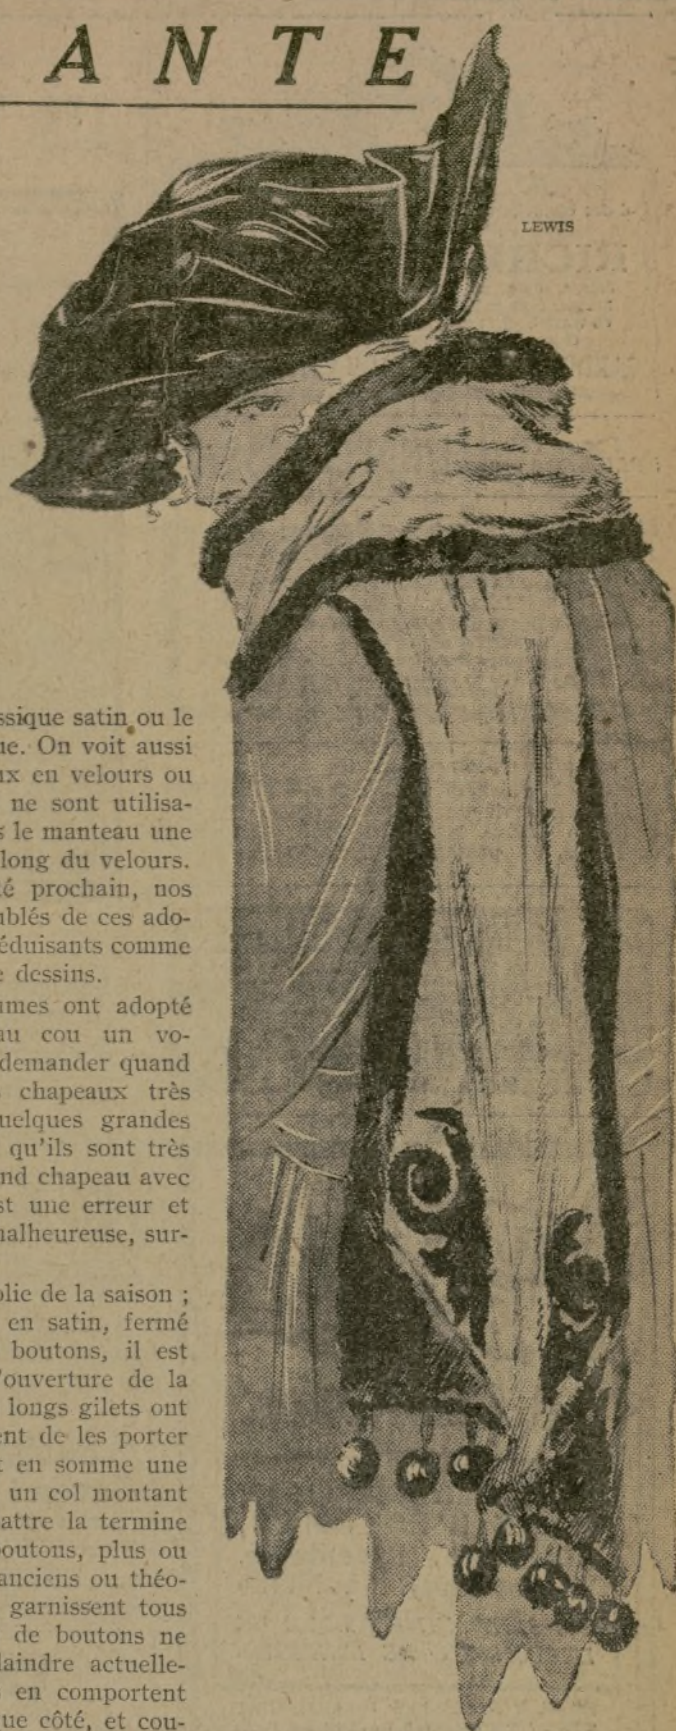 A N T E
LEWIS
ssique satin ou le
ue. On voit aussi
ux en velours ou
ne sont utilisa-
s le manteau une
long du velours.
té prochain, nos
ublés de ces ado-
éduisants comme
e dessins.
mmes ont adopté
au cou un vo-
demander quand
s chapeaux très
uelques grandes
qu'ils sont très
nd chapeau avec
st une erreur et
nalheureuse, sur-
olie de la saison ;
en satin, fermé
boutons, il est
'ouverture de la
longs gilets ont
ent de les porter
t en somme une
un col montant
attre la termine
boutons, plus ou
anciens ou théo-
garnissent tous
de boutons ne
laindre actuelle-
s en comportent
que côté, et cou-